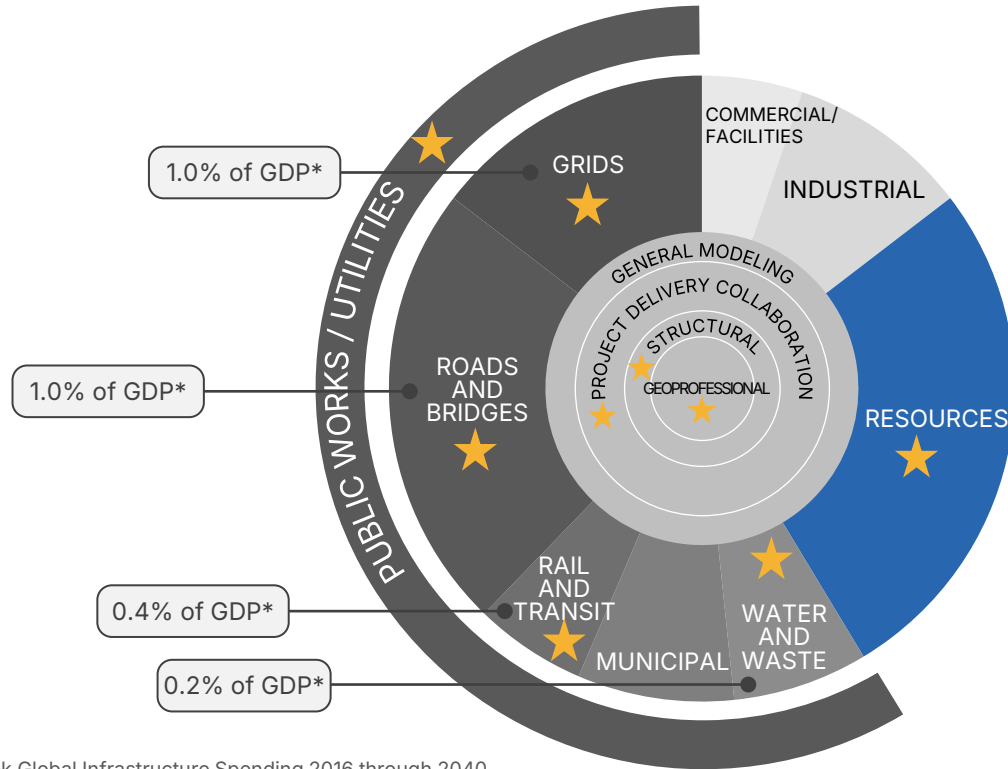 COMMERCIAL/
FACILITIES
1.0% of GDP*
GRIDS
INDUSTRIAL
PUBLIC WORKS / UTILITIES
GENERAL MODELING
PROJECT DELIVERY COLLABORATION
STRUCTURAL
GEOPROFESSIONAL
1.0% of GDP*
ROADS
AND
BRIDGES
RESOURCES
0.4% of GDP*
RAIL
AND
TRANSIT
MUNICIPAL
WATER
AND
WASTE
0.2% of GDP*
Global Infrastructure Spending 2016 through 2040